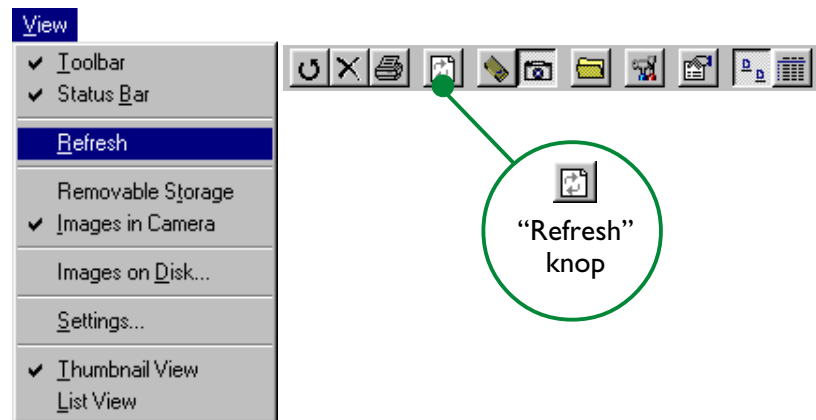 View
Toolbar
Status Bar
Refresh
Removable Storage
Images in Camera
Images on Disk...
Settings...
Thumbnail View
List View
“Refresh”
knop